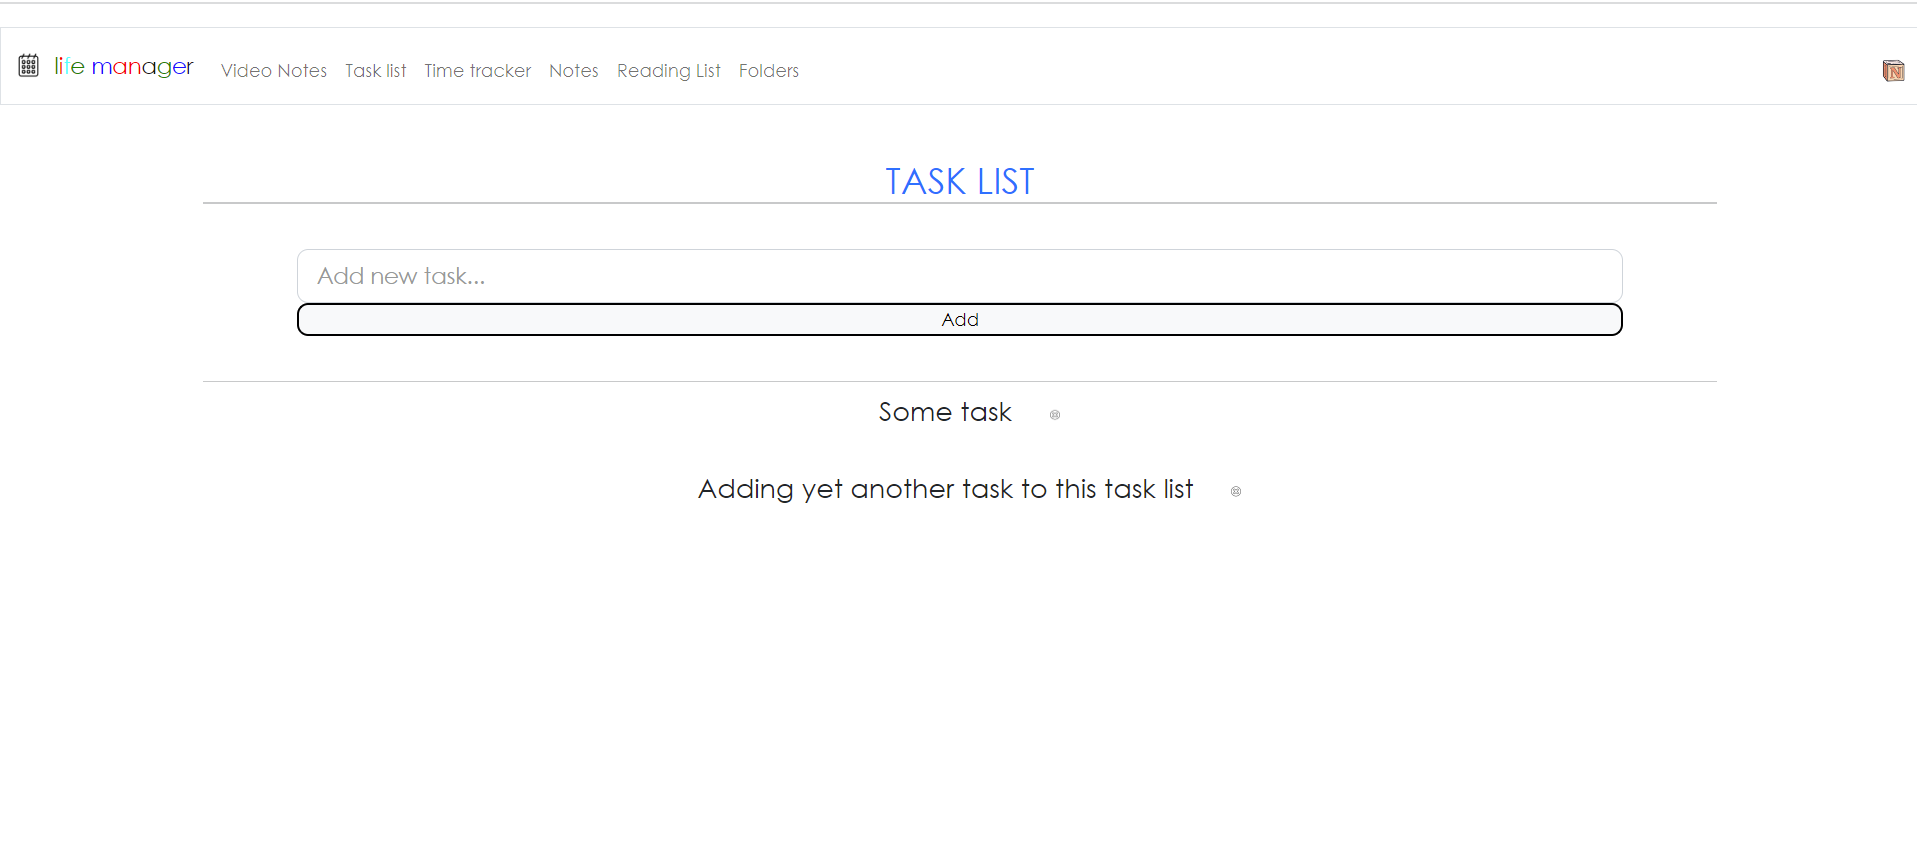 life manager Video Notes Task list Time tracker Notes Reading List Folders N
TASK LIST
Add new task...
Add
Some task
Adding yet another task to this task list